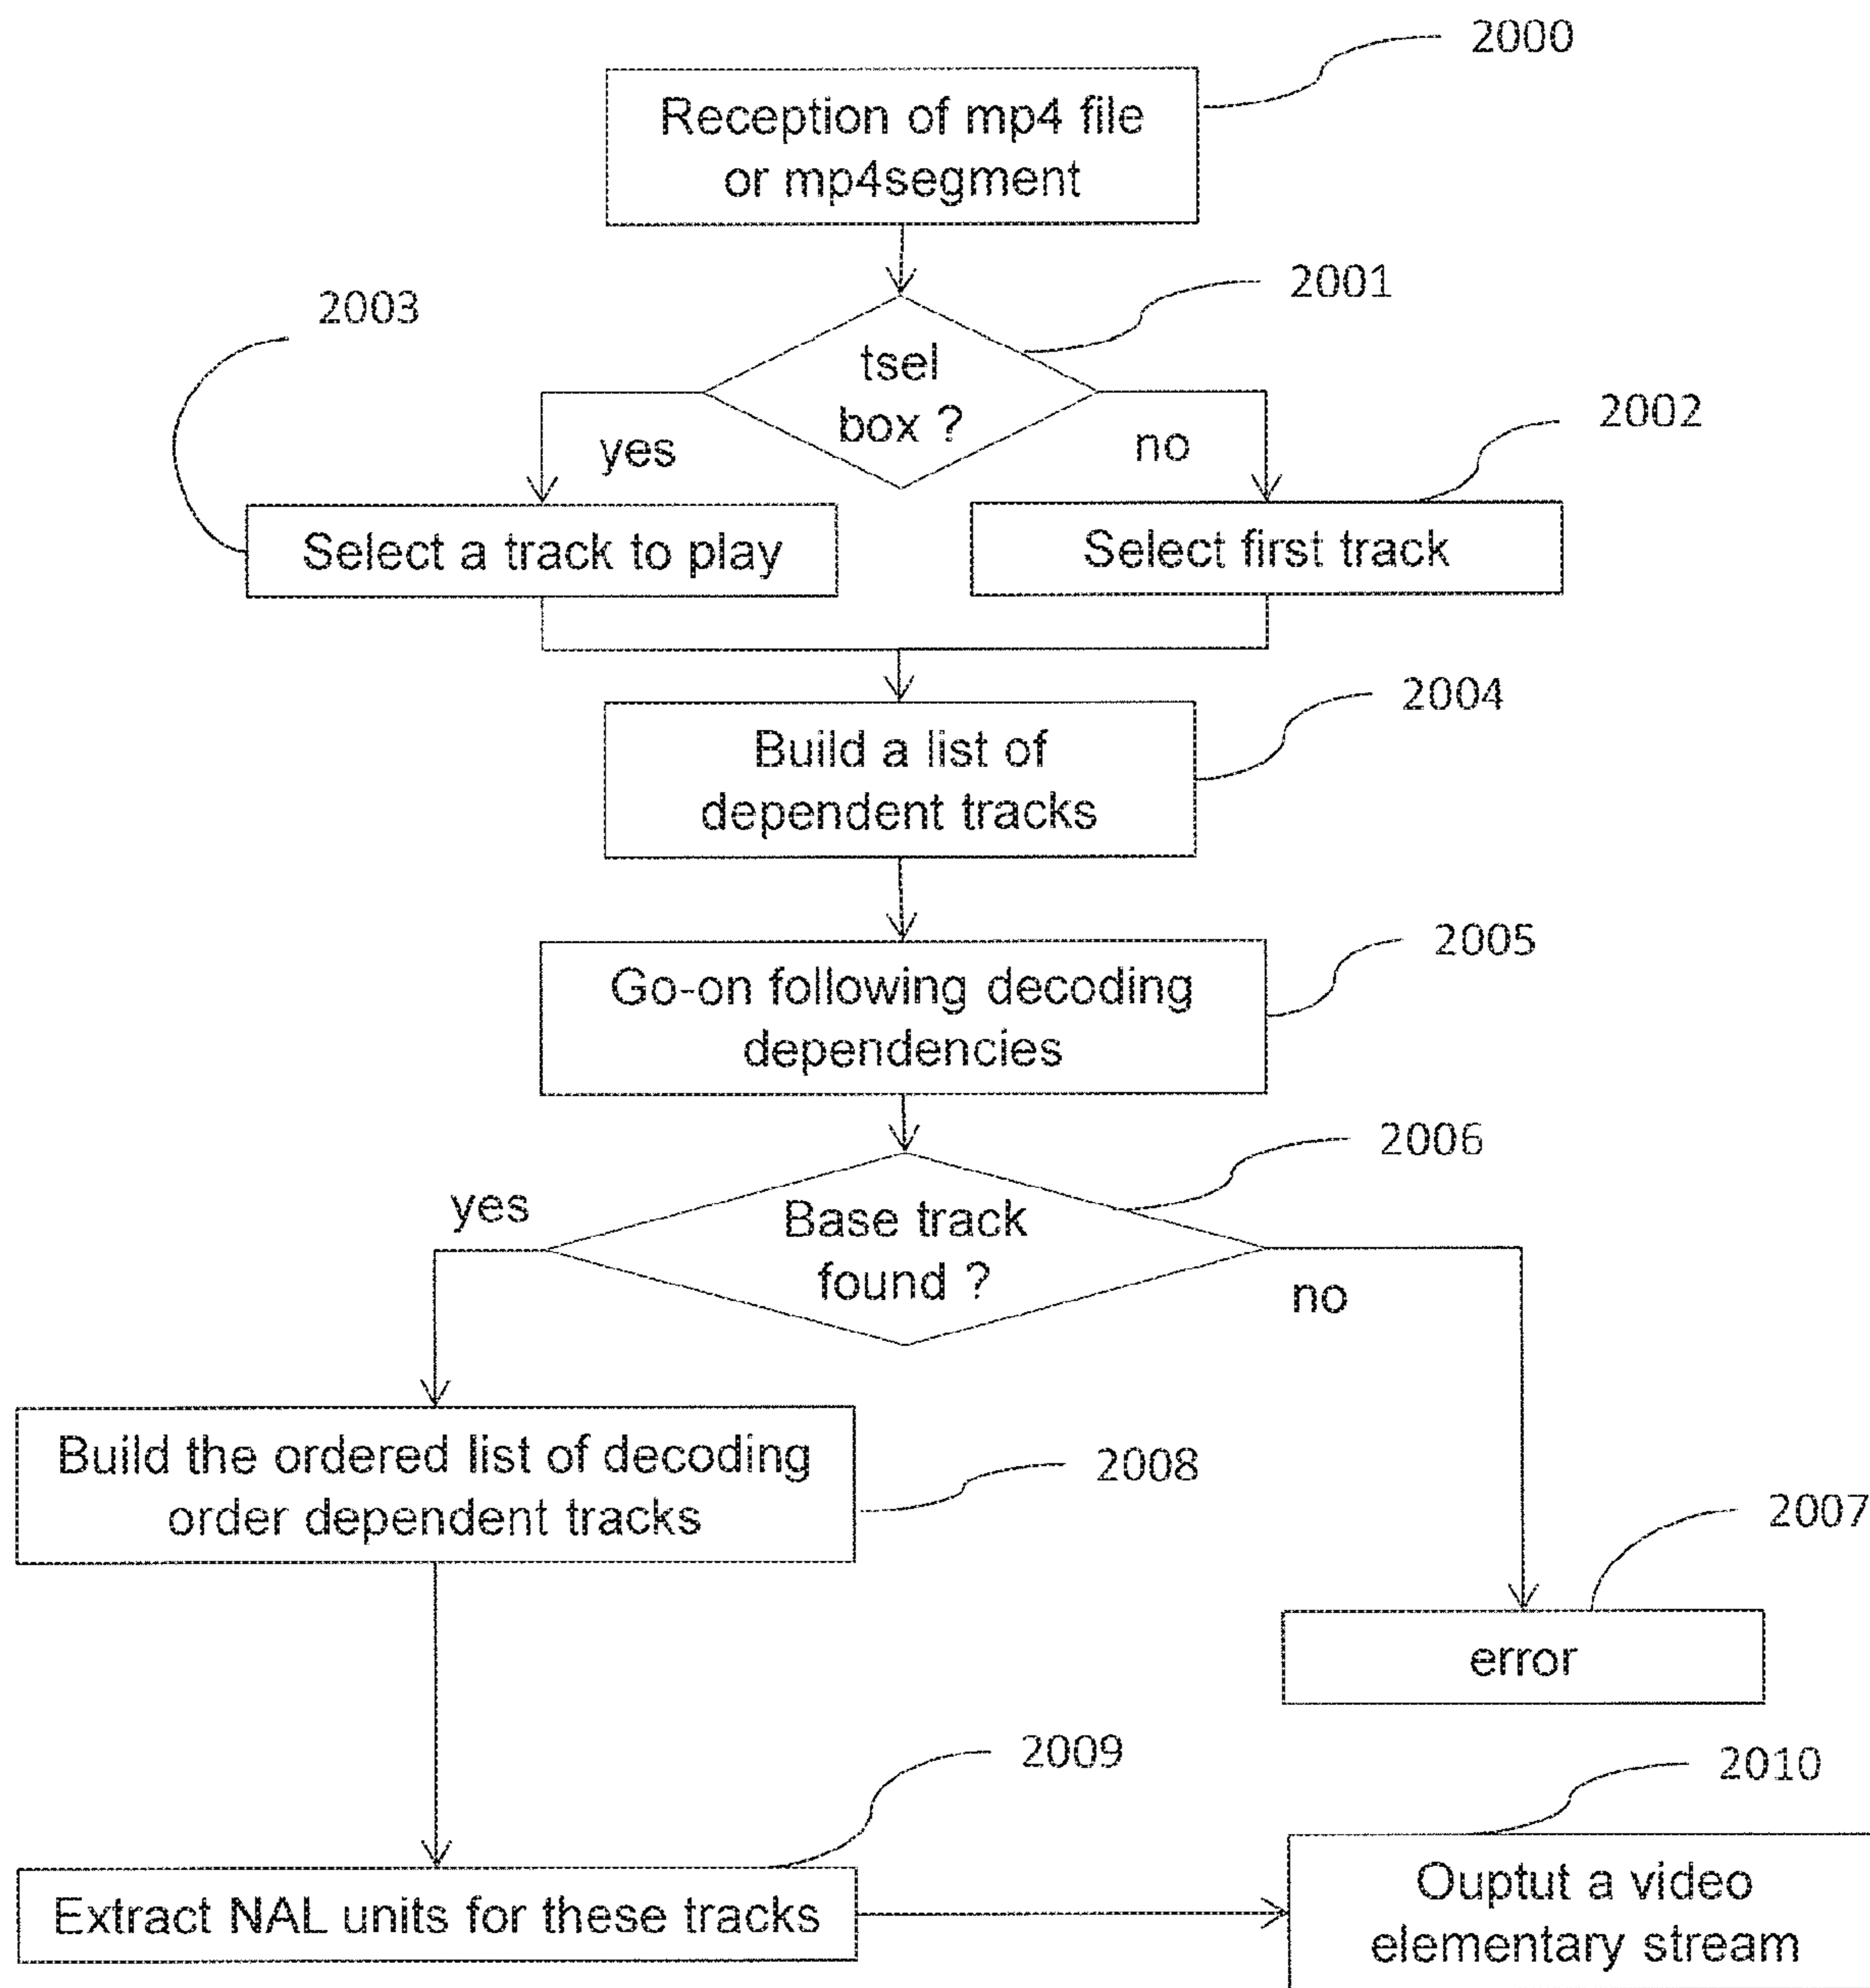 2000
Reception of mp4 file
or mp4segment
2001
tsel
box ?
2003
yes
no
2002
Select a track to play
Select first track
2004
Build a list of
dependent tracks
2005
Go-on following decoding
dependencies
2006
yes
Base track
found ?
no
Build the ordered list of decoding
order dependent tracks
2008
2007
error
2009
2010
Extract NAL units for these tracks
Ouptut a video
elementary stream